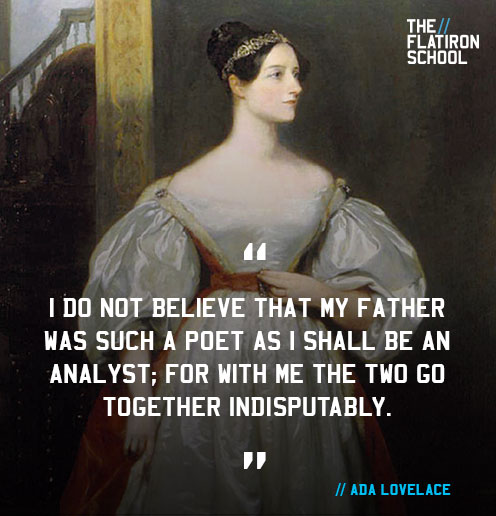 THE//
FLATIRON
SCHOOL
“
I DO NOT BELIEVE THAT MY FATHER
WAS SUCH A POET AS I SHALL BE AN
ANALYST; FOR WITH ME THE TWO GO
TOGETHER INDISPUTABLY.
”
// ADA LOVELACE